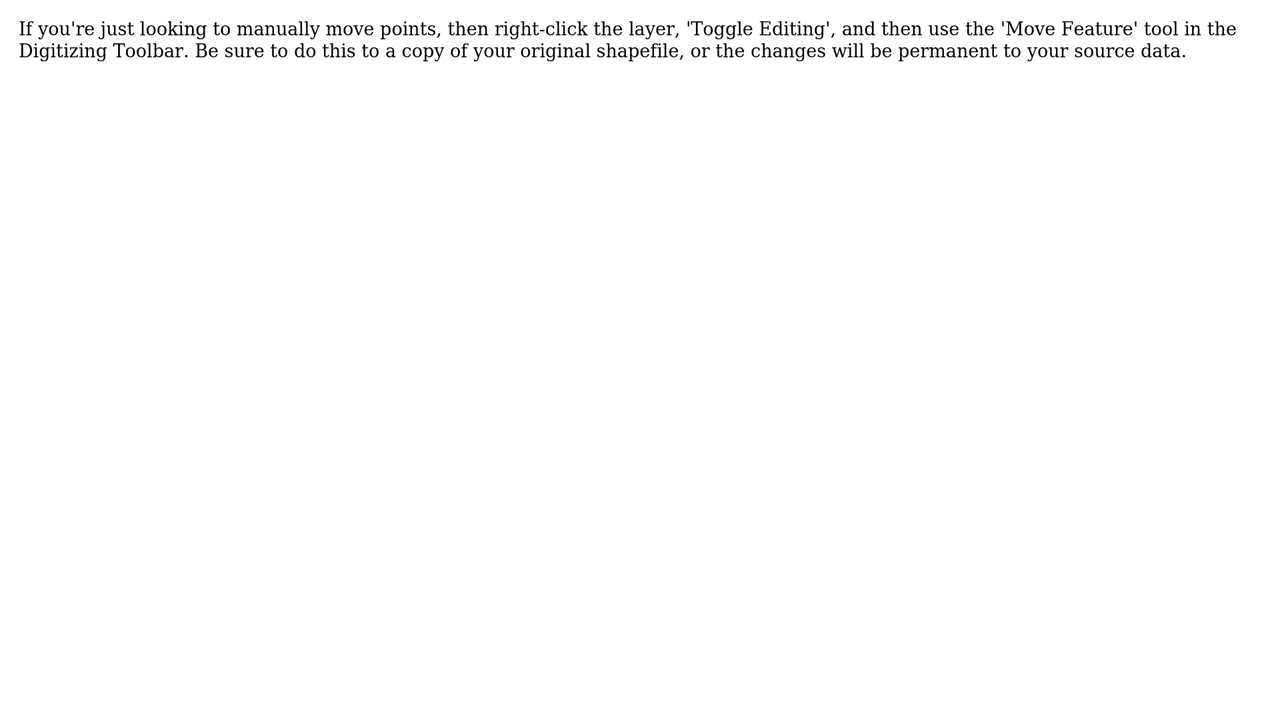 If you're just looking to manually move points, then right-click the layer, 'Toggle Editing', and then use the 'Move Feature' tool in the
Digitizing Toolbar. Be sure to do this to a copy of your original shapefile, or the changes will be permanent to your source data.